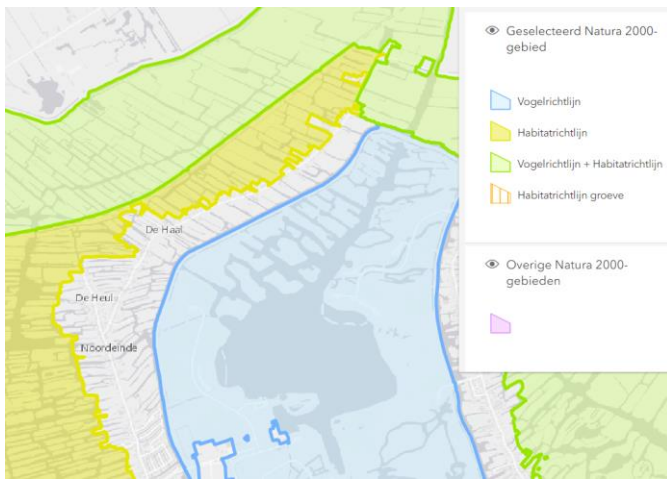 Geselecteerd Natura 2000-
gebied
Vogelrichtlijn
Habitatrichtlijn
Vogelrichtlijn + Habitatrichtlijn
Habitatrichtlijn groeve
Overige Natura 2000-
gebieden
De Haal
De Heul
Noordeinde